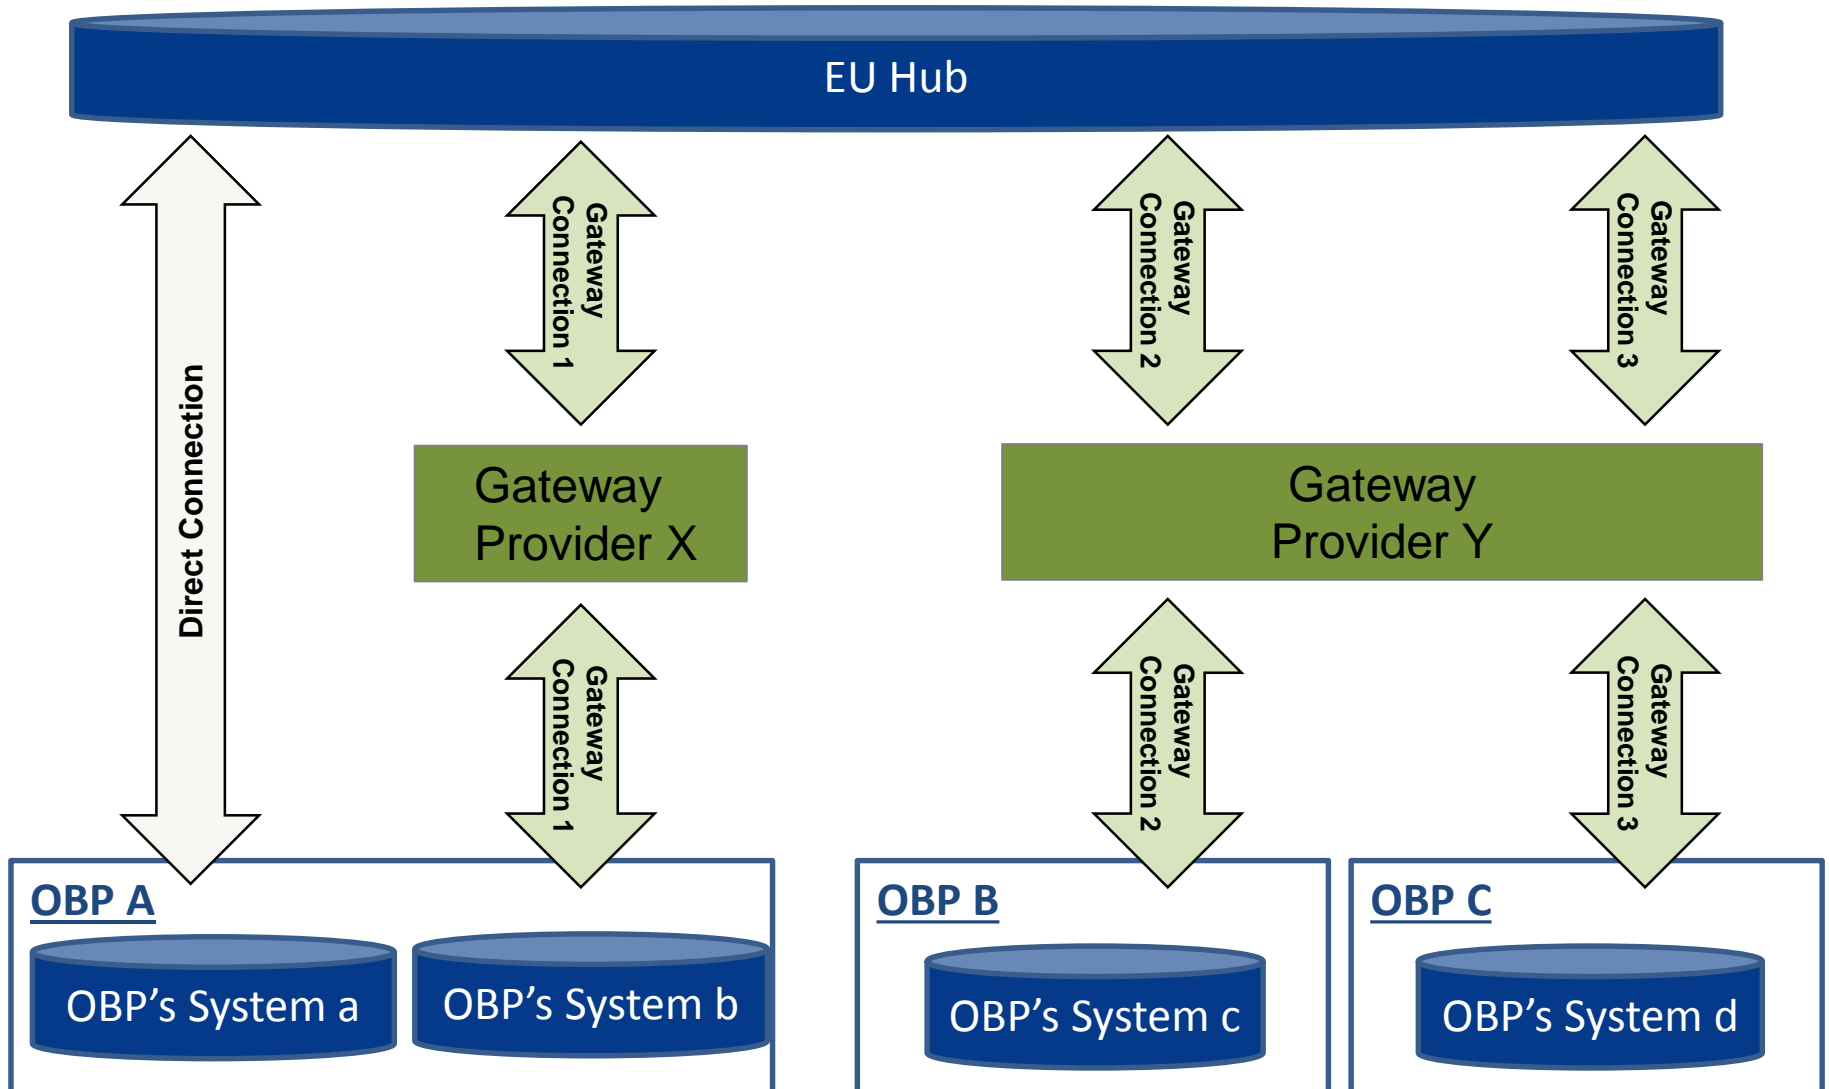 EU Hub
Direct Connection
Gateway
Connection 1
Gateway
Connection 2
Gateway
Connection 3
Gateway
Provider X
Gateway
Provider Y
Gateway
Connection 1
Gateway
Connection 2
Gateway
Connection 3
OBP A
OBP's System a
OBP's System b
OBP B
OBP's System c
OBP C
OBP's System d